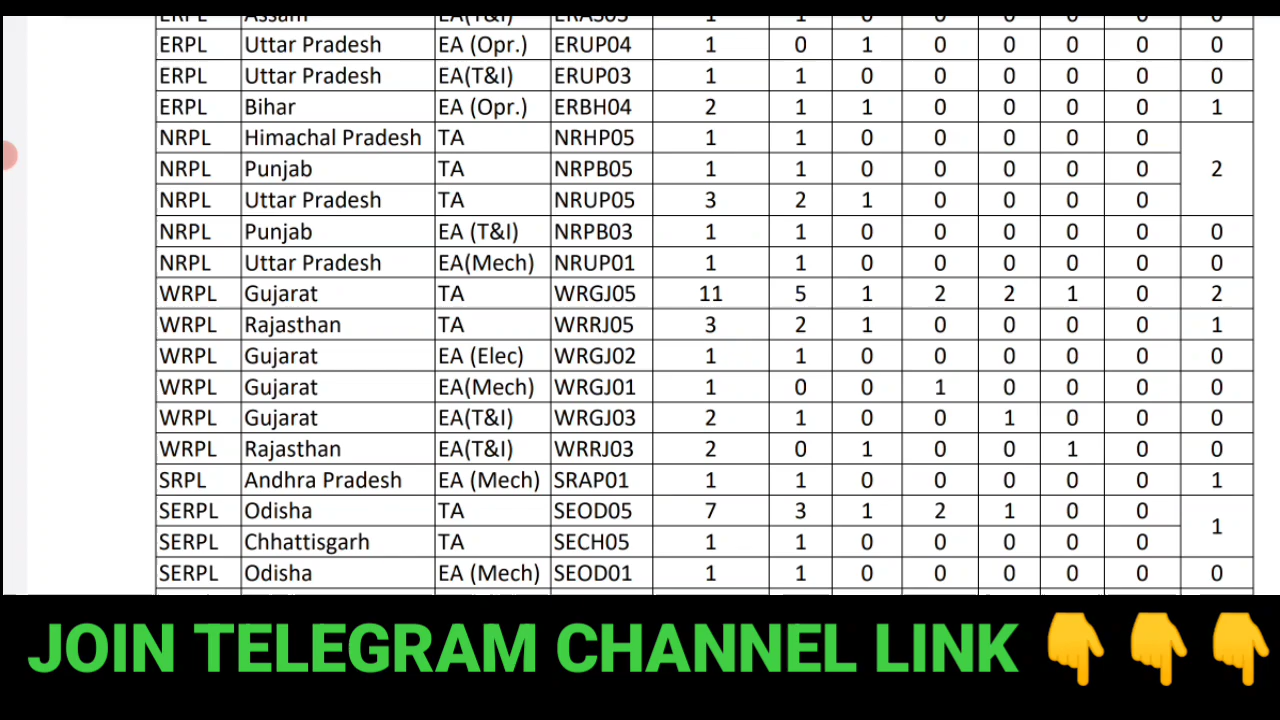 ERPL Assam EA(T&I) ERAS03 1 1 0 0 0 0 0 0
ERPL Uttar Pradesh EA (Opr.) ERUP04 1 0 1 0 0 0 0 0
ERPL Uttar Pradesh EA(T&I) ERUP03 1 1 0 0 0 0 0 0
ERPL Bihar EA (Opr.) ERBH04 2 1 1 0 0 0 0 1
NRPL Himachal Pradesh TA NRHP05 1 1 0 0 0 0 0
NRPL Punjab TA NRPB05 1 1 0 0 0 0 0 2
NRPL Uttar Pradesh TA NRUP05 3 2 1 0 0 0 0
NRPL Punjab EA (T&I) NRPB03 1 1 0 0 0 0 0 0
NRPL Uttar Pradesh EA(Mech) NRUP01 1 1 0 0 0 0 0 0
WRPL Gujarat TA WRGJ05 11 5 1 2 2 1 0 2
WRPL Rajasthan TA WRRJ05 3 2 1 0 0 0 0 1
WRPL Gujarat EA (Elec) WRGJ02 1 1 0 0 0 0 0 0
WRPL Gujarat EA(Mech) WRGJ01 1 0 0 1 0 0 0 0
WRPL Gujarat EA(T&I) WRGJ03 2 1 0 0 1 0 0 0
WRPL Rajasthan EA(T&I) WRRJ03 2 0 1 0 0 1 0 0
SRPL Andhra Pradesh EA (Mech) SRAP01 1 1 0 0 0 0 0 1
SERPL Odisha TA SEOD05 7 3 1 2 1 0 0 1
SERPL Chhattisgarh TA SECH05 1 1 0 0 0 0 0
SERPL Odisha EA (Mech) SEOD01 1 1 0 0 0 0 0 0
JOIN TELEGRAM CHANNEL LINK 👇 👇 👇